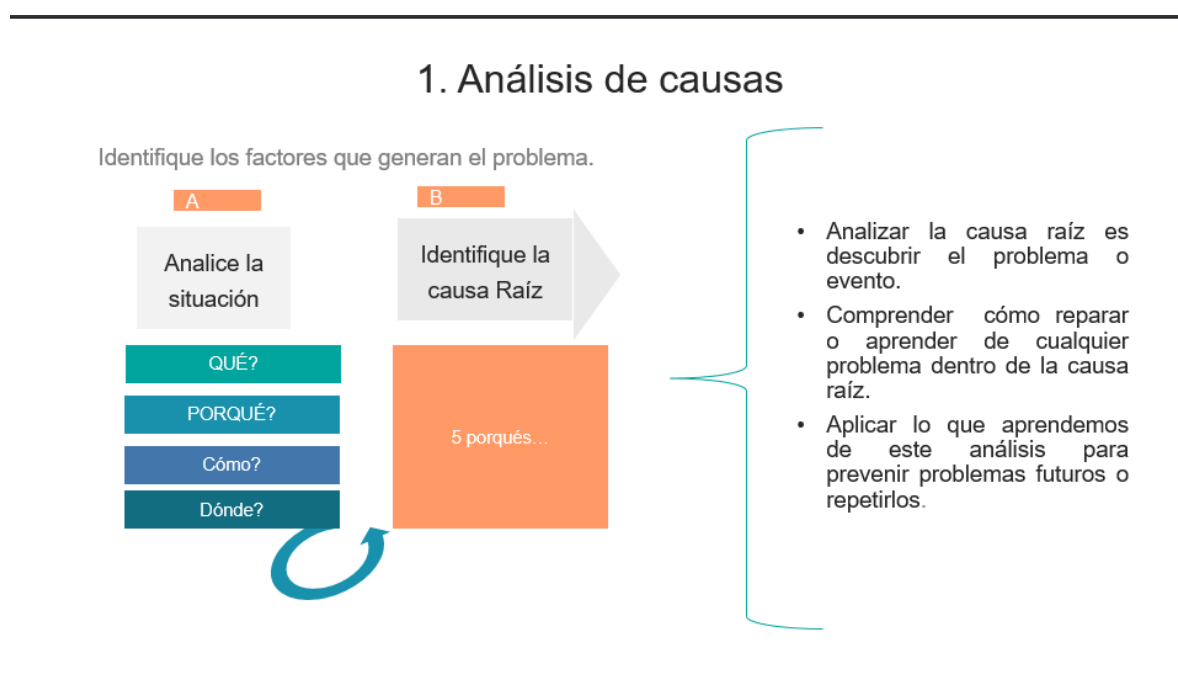 1. Análisis de causas
Identifique los factores que generan el problema.
A
Analice la
situación
QUÉ?
PORQUÉ?
Cómo?
Dónde?
B
Identifique la
causa Raíz
5 porqués...
• Analizar la causa raíz es
descubrir el problema o
evento.
• Comprender cómo reparar
o aprender de cualquier
problema dentro de la causa
raíz.
• Aplicar lo que aprendemos
de este análisis para
prevenir problemas futuros o
repetirlos.